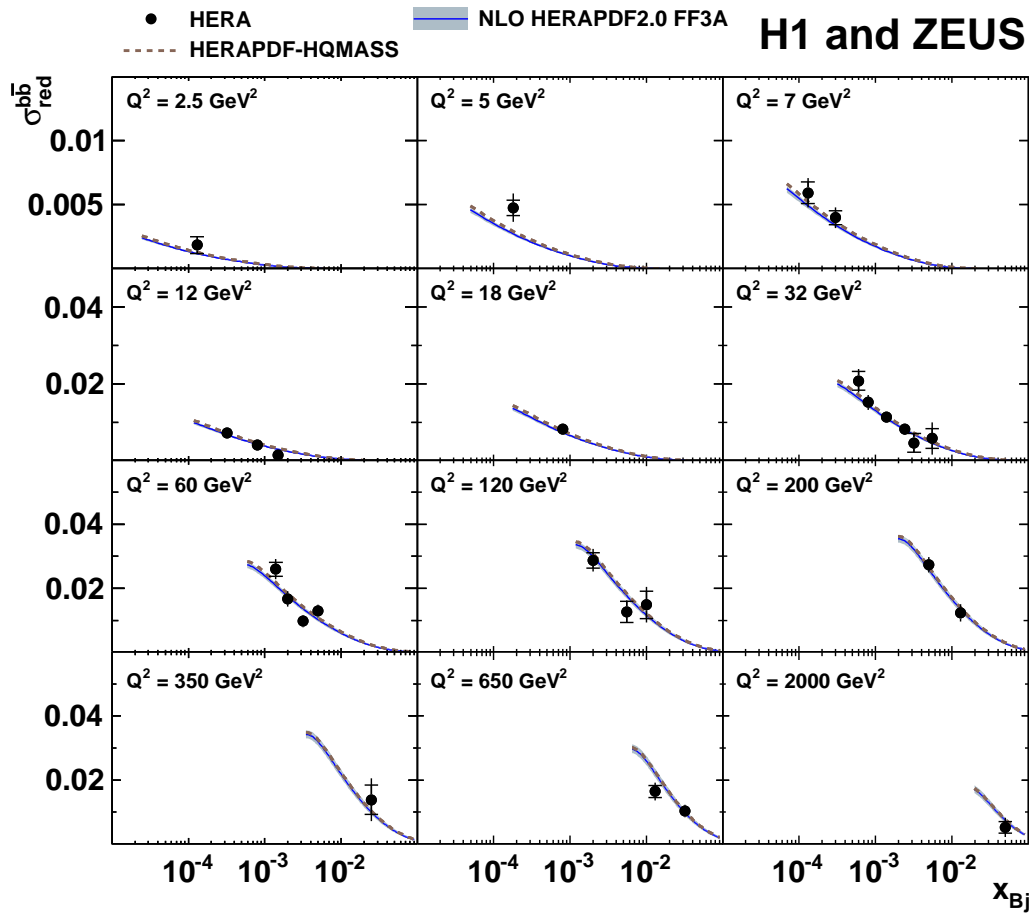 HERA
NLO HERAPDF2.0 FF3A
HERAPDF-HQMASS
H1 and ZEUS
σ_red^{bb̄}
Q² = 2.5 GeV²
Q² = 5 GeV²
Q² = 7 GeV²
0.01
0.005
Q² = 12 GeV²
Q² = 18 GeV²
Q² = 32 GeV²
0.04
0.02
Q² = 60 GeV²
Q² = 120 GeV²
Q² = 200 GeV²
0.04
0.02
Q² = 350 GeV²
Q² = 650 GeV²
Q² = 2000 GeV²
0.04
0.02
10⁻⁴ 10⁻³ 10⁻² 10⁻⁴ 10⁻³ 10⁻² 10⁻⁴ 10⁻³ 10⁻²
x_Bj